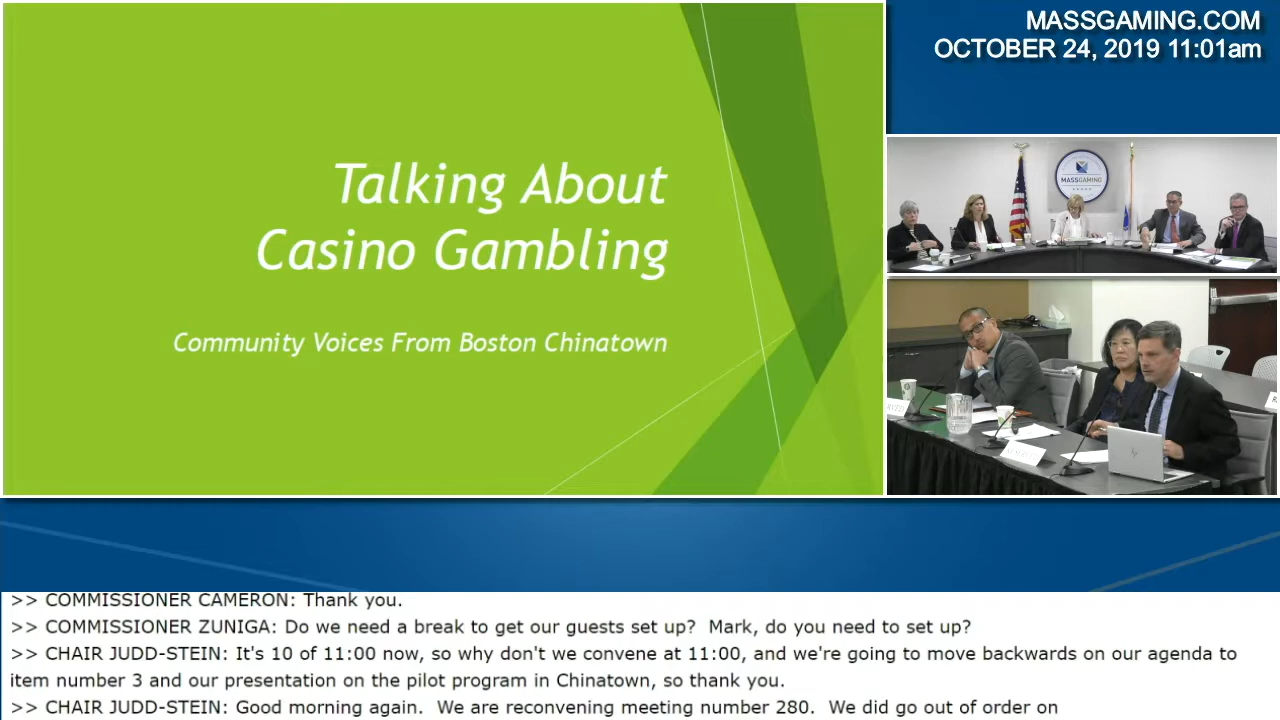 MASSGAMING.COM
OCTOBER 24, 2019 11:01am
Talking About
Casino Gambling
Community Voices From Boston Chinatown
MASSGAMING
>> COMMISSIONER CAMERON: Thank you.
>> COMMISSIONER ZUNIGA: Do we need a break to get our guests set up?  Mark, do you need to set up?
>> CHAIR JUDD-STEIN: It's 10 of 11:00 now, so why don't we convene at 11:00, and we're going to move backwards on our agenda to
item number 3 and our presentation on the pilot program in Chinatown, so thank you.
>> CHAIR JUDD-STEIN: Good morning again.  We are reconvening meeting number 280.  We did go out of order on